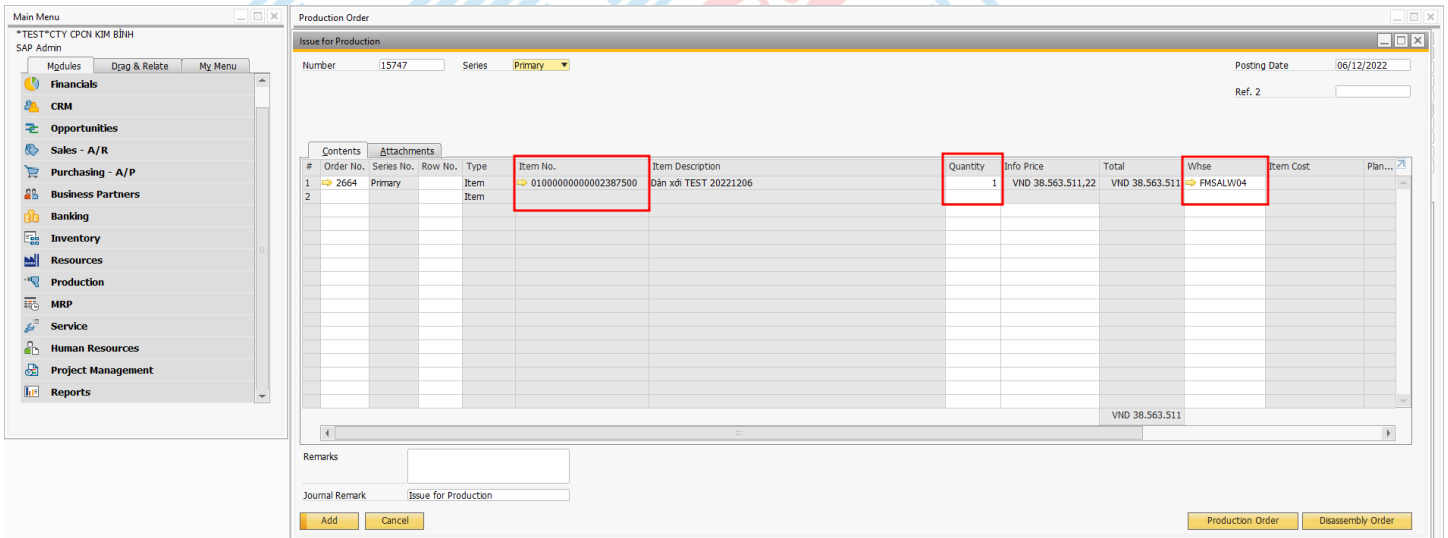 Main Menu
*TEST*CTY CPCN KIM BÌNH
SAP Admin
Modules Drag & Relate My Menu
Financials
CRM
Opportunities
Sales - A/R
Purchasing - A/P
Business Partners
Banking
Inventory
Resources
Production
MRP
Service
Human Resources
Project Management
Reports
Production Order
Issue for Production
Number 15747 Series Primary Posting Date 06/12/2022
Ref. 2
Contents Attachments
# Order No. Series No. Row No. Type Item No. Item Description Quantity Info Price Total Whse Item Cost Plan...
1 2664 Primary Item 01000000000002387500 Dàn xới TEST 20221206 1 VND 38.563.511,22 VND 38.563.511 FMSALW04
2 Item
VND 38.563.511
Remarks
Journal Remark Issue for Production
Add Cancel Production Order Disassembly Order